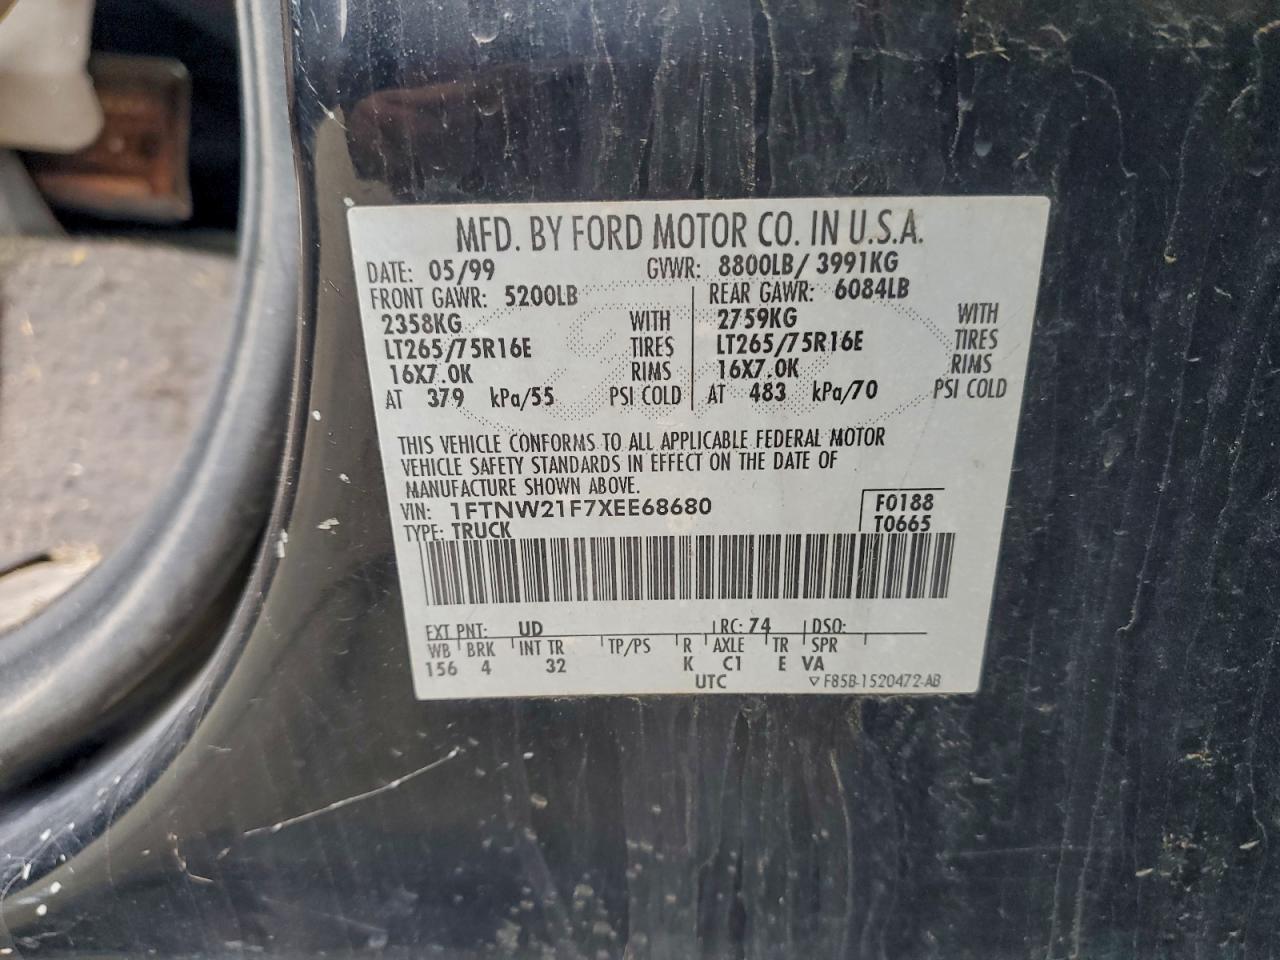 MFD. BY FORD MOTOR CO. IN U.S.A.
DATE: 05/99 GVWR: 8800LB/ 3991KG
FRONT GAWR: 5200LB REAR GAWR: 6084LB
2358KG WITH 2759KG WITH
LT265/75R16E TIRES LT265/75R16E TIRES
16X7.0K RIMS 16X7.0K RIMS
AT 379 kPa/55 PSI COLD AT 483 kPa/70 PSI COLD
THIS VEHICLE CONFORMS TO ALL APPLICABLE FEDERAL MOTOR
VEHICLE SAFETY STANDARDS IN EFFECT ON THE DATE OF
MANUFACTURE SHOWN ABOVE.
VIN: 1FTNW21F7XEE68680 F0188
TYPE: TRUCK T0665
EXT PNT: UD RC: 74 DSO:
WB BRK INT TR TP/PS R AXLE TR SPR
156 4 32 K C1 E VA
UTC ▽ F85B-1520472-AB